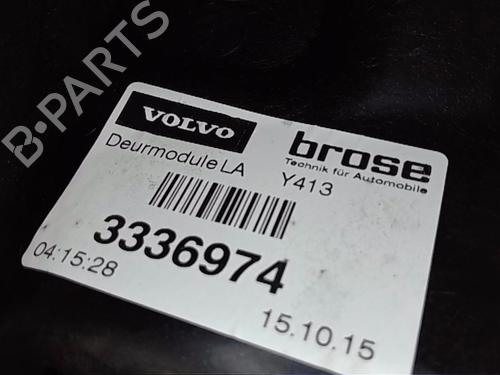 B-PARTS
VOLVO
brose
Technik für Automobile
Deurmodule LA
Y413
3336974
04:15:28
15.10.15